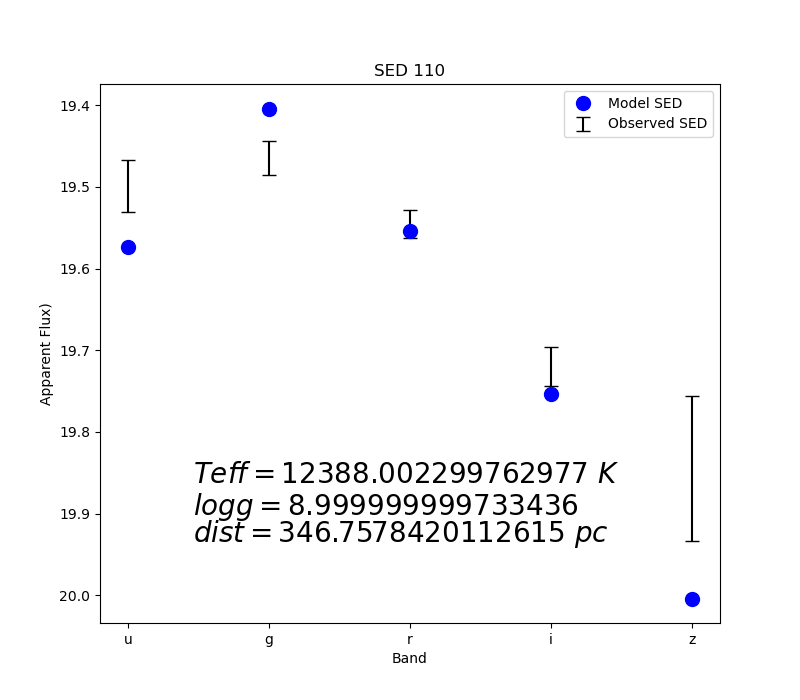 SED 110
Model SED
Observed SED
19.4
19.5
19.6
19.7
19.8
19.9
20.0
Apparent Flux)
Teff = 12388.002299762977 K
logg = 8.999999999733436
dist = 346.7578420112615 pc
u g r i z
Band